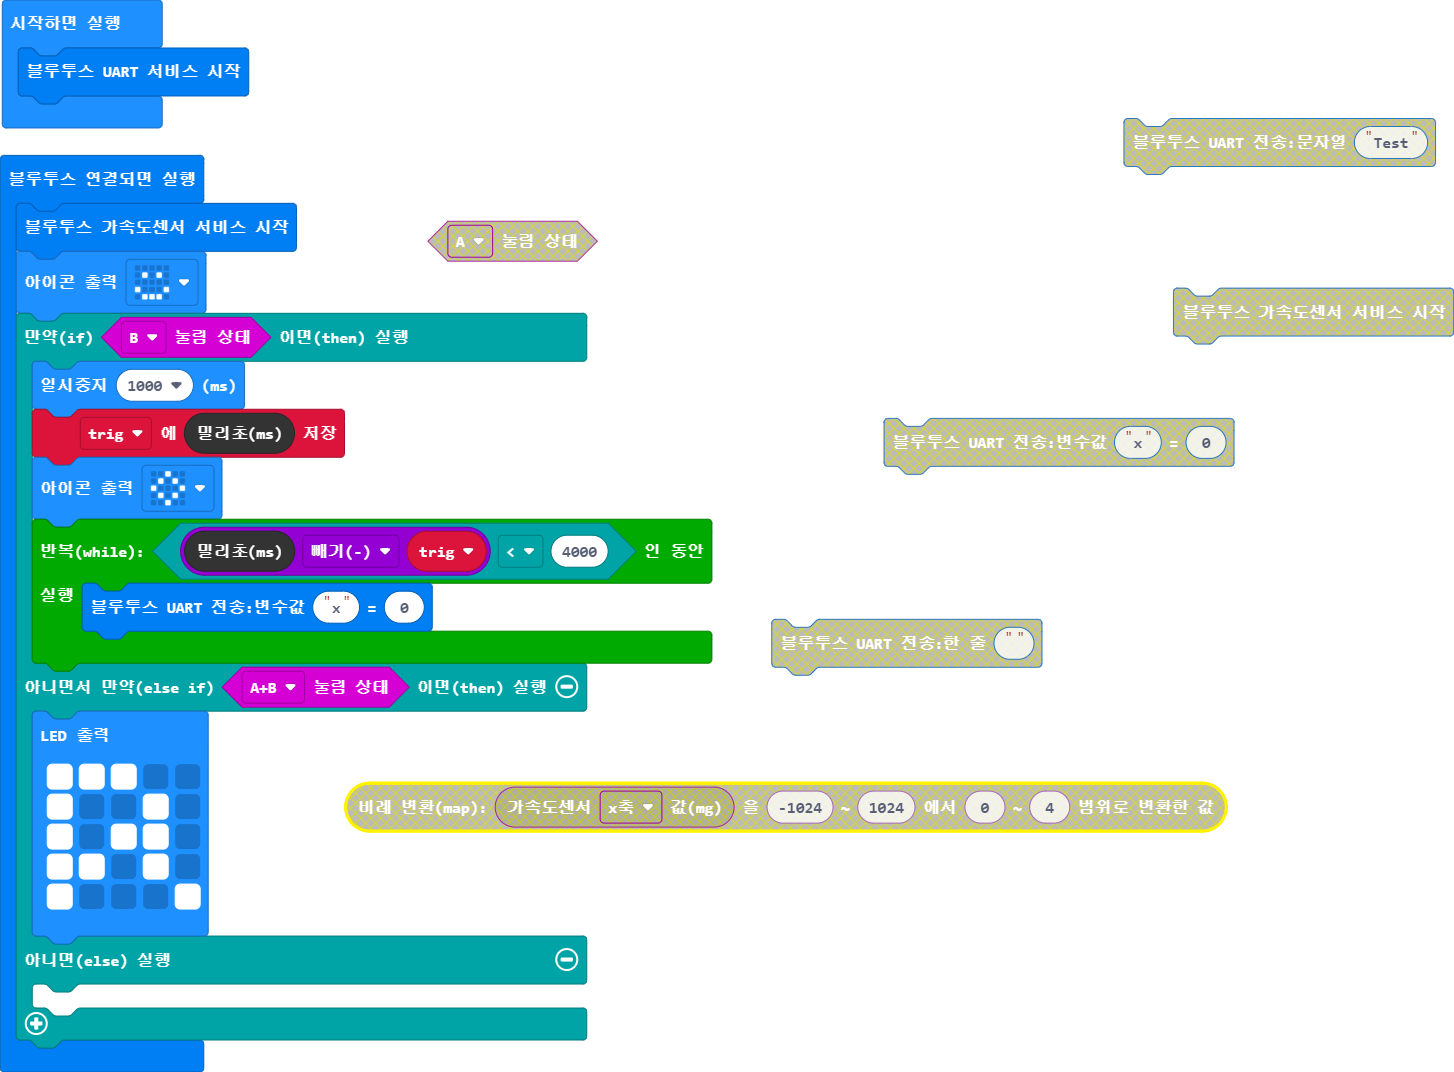 시작하면 실행
블루투스 UART 서비스 시작
블루투스 UART 전송:문자열 "Test"
블루투스 연결되면 실행
블루투스 가속도센서 서비스 시작
A 눌림 상태
아이콘 출력
블루투스 가속도센서 서비스 시작
만약(if) B 눌림 상태 이면(then) 실행
일시중지 1000 (ms)
trig 에 밀리초(ms) 저장
블루투스 UART 전송:변수값 "x" = 0
아이콘 출력
반복(while): 밀리초(ms) 빼기(-) trig < 4000 인 동안
실행 블루투스 UART 전송:변수값 "x" = 0
블루투스 UART 전송:한 줄 " "
아니면서 만약(else if) A+B 눌림 상태 이면(then) 실행
LED 출력
비례 변환(map): 가속도센서 x축 값(mg) 을 -1024 ~ 1024 에서 0 ~ 4 범위로 변환한 값
아니면(else) 실행